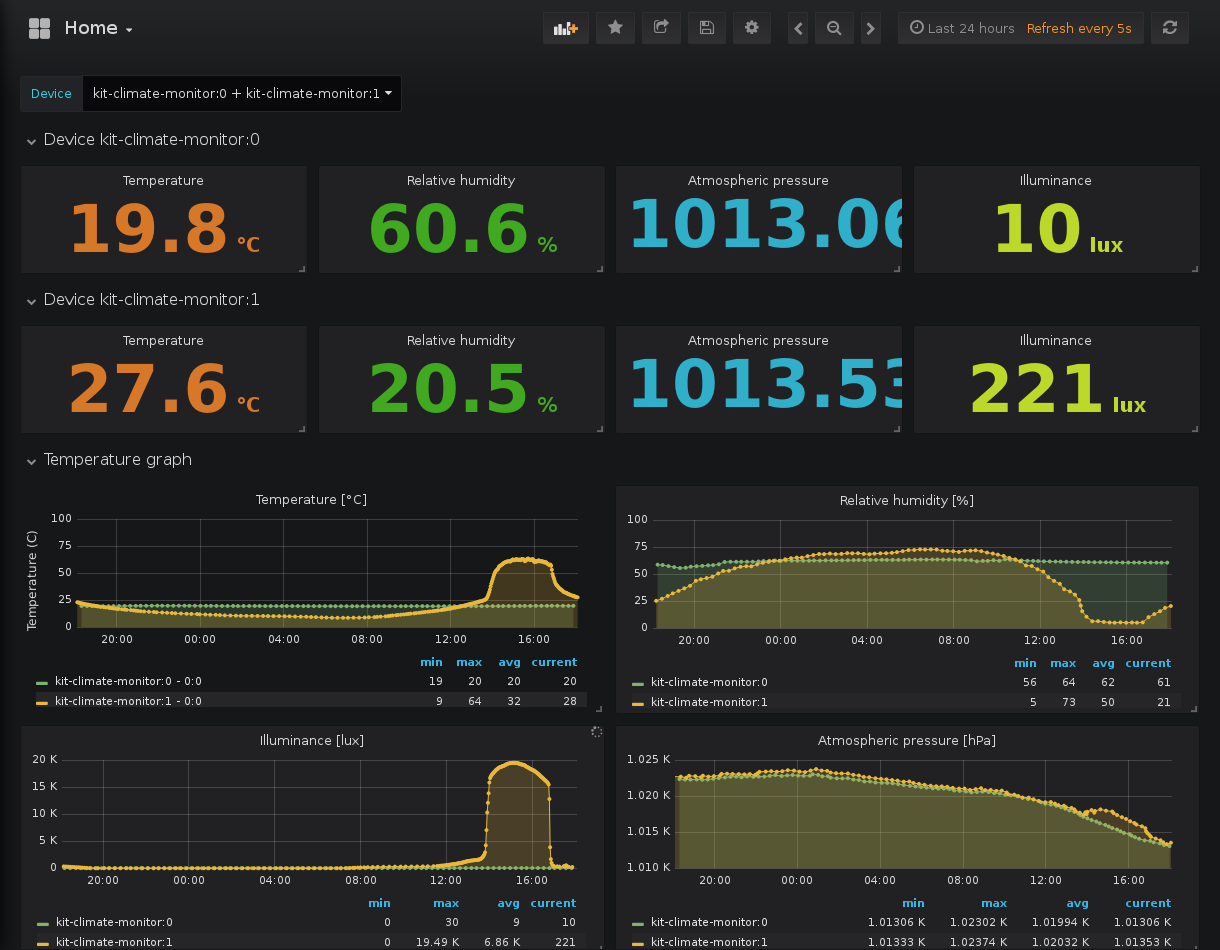 Home
Last 24 hours Refresh every 5s
Device kit-climate-monitor:0 + kit-climate-monitor:1
Device kit-climate-monitor:0
Temperature Relative humidity Atmospheric pressure Illuminance
19.8 °C 60.6 % 1013.06 10 lux
Device kit-climate-monitor:1
Temperature Relative humidity Atmospheric pressure Illuminance
27.6 °C 20.5 % 1013.53 221 lux
Temperature graph
Temperature [°C]
Temperature (C)
100
75
50
25
0
20:00 00:00 04:00 08:00 12:00 16:00
min max avg current
kit-climate-monitor:0 - 0:0 19 20 20 20
kit-climate-monitor:1 - 0:0 9 64 32 28
Relative humidity [%]
100
75
50
25
0
20:00 00:00 04:00 08:00 12:00 16:00
min max avg current
kit-climate-monitor:0 56 64 62 61
kit-climate-monitor:1 5 73 50 21
Illuminance [lux]
20 K
15 K
10 K
5 K
0
20:00 00:00 04:00 08:00 12:00 16:00
min max avg current
kit-climate-monitor:0 0 30 9 10
kit-climate-monitor:1 0 19.49 K 6.86 K 221
Atmospheric pressure [hPa]
1.025 K
1.020 K
1.015 K
1.010 K
20:00 00:00 04:00 08:00 12:00 16:00
min max avg current
kit-climate-monitor:0 1.01306 K 1.02302 K 1.01994 K 1.01306 K
kit-climate-monitor:1 1.01333 K 1.02374 K 1.02032 K 1.01353 K